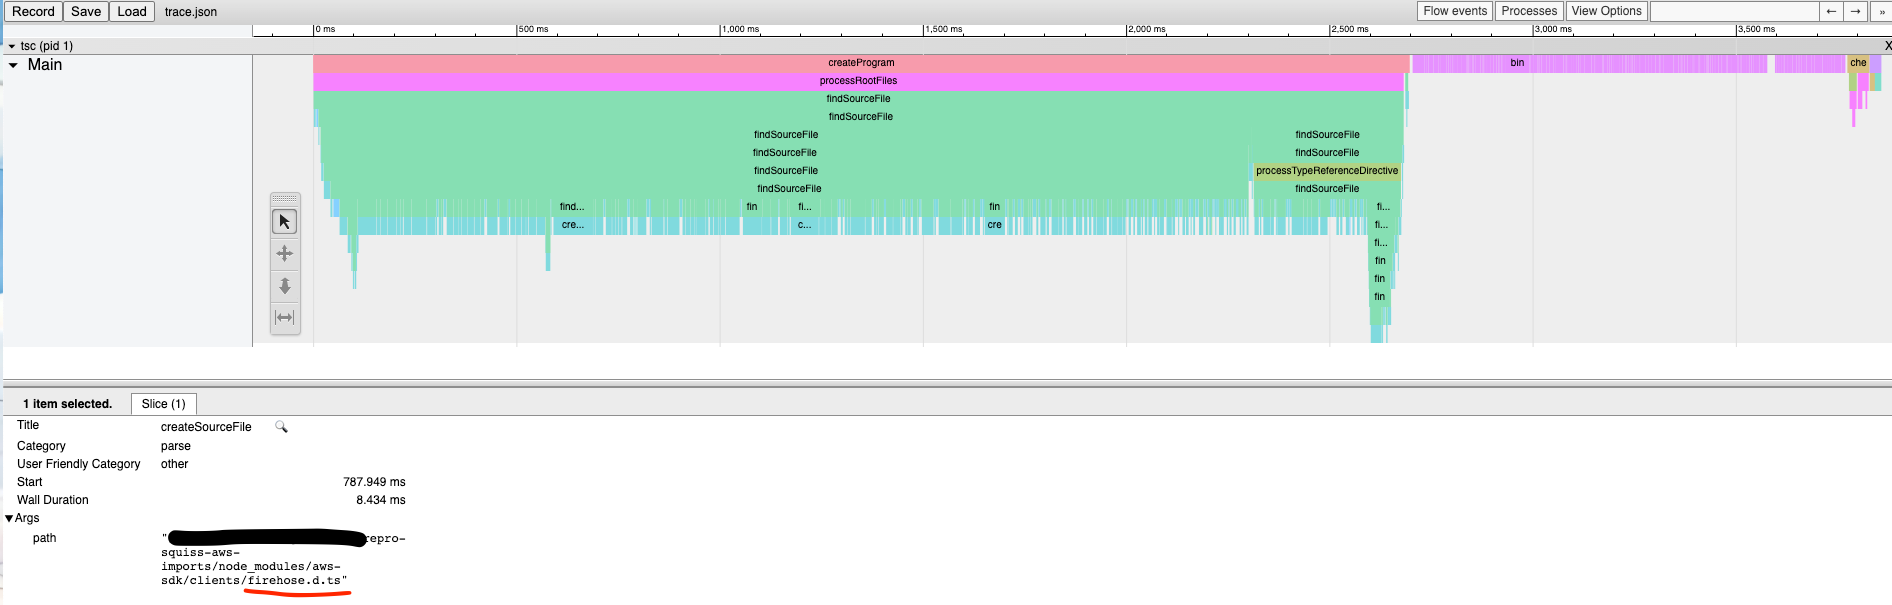 Record Save Load trace.json Flow events Processes View Options ← → »
0 ms 500 ms 1,000 ms 1,500 ms 2,000 ms 2,500 ms 3,000 ms 3,500 ms
tsc (pid 1) X
Main
createProgram bin che
processRootFiles
findSourceFile
findSourceFile
findSourceFile findSourceFile
findSourceFile findSourceFile
findSourceFile processTypeReferenceDirective
findSourceFile findSourceFile
find... fin fi... fin fi...
cre... c... cre fi...
fi...
fin
fin
fin
1 item selected. Slice (1)
Title createSourceFile
Category parse
User Friendly Category other
Start 787.949 ms
Wall Duration 8.434 ms
Args
path "repro-
squiss-aws-
imports/node_modules/aws-
sdk/clients/firehose.d.ts"